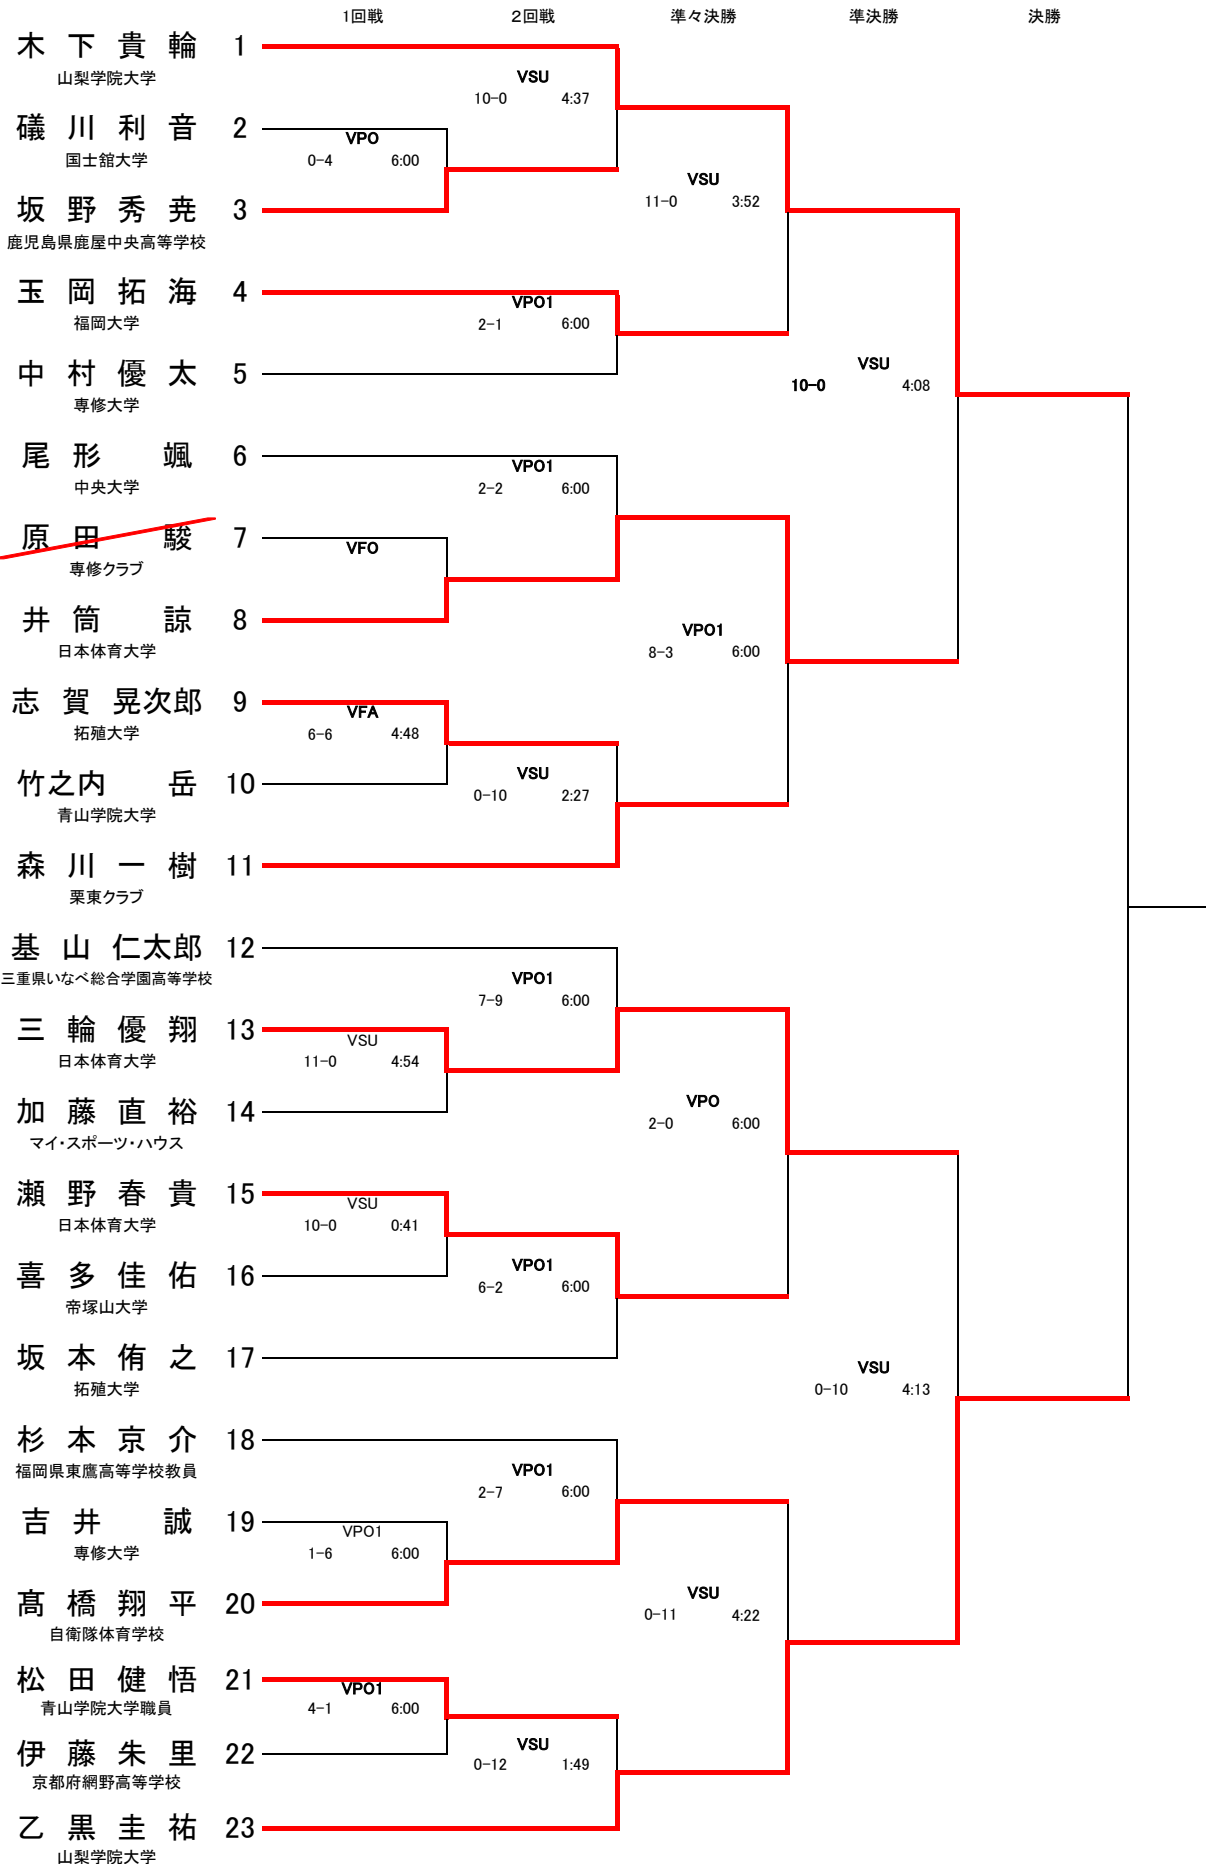 1回戦 2回戦 準々決勝 準決勝 決勝
木下貴輪 1
山梨学院大学
VSU
10-0 4:37
礒川利音 2
国士舘大学
VPO
0-4 6:00
坂野秀尭 3
鹿児島県鹿屋中央高等学校
VSU
11-0 3:52
玉岡拓海 4
福岡大学
VPO1
2-1 6:00
中村優太 5
専修大学
VSU
10-0 4:08
尾形颯 6
中央大学
VPO1
2-2 6:00
原田駿 7
専修クラブ
VFO
井筒諒 8
日本体育大学
VPO1
8-3 6:00
志賀晃次郎 9
拓殖大学
VFA
6-6 4:48
竹之内岳 10
青山学院大学
VSU
0-10 2:27
森川一樹 11
栗東クラブ
基山仁太郎 12
三重県いなべ総合学園高等学校
VPO1
7-9 6:00
三輪優翔 13
日本体育大学
VSU
11-0 4:54
加藤直裕 14
マイ・スポーツ・ハウス
VPO
2-0 6:00
瀬野春貴 15
日本体育大学
VSU
10-0 0:41
喜多佳佑 16
帝塚山大学
VPO1
6-2 6:00
坂本侑之 17
拓殖大学
VSU
0-10 4:13
杉本京介 18
福岡県東鷹高等学校教員
VPO1
2-7 6:00
吉井誠 19
専修大学
VPO1
1-6 6:00
髙橋翔平 20
自衛隊体育学校
VSU
0-11 4:22
松田健悟 21
青山学院大学職員
VPO1
4-1 6:00
伊藤朱里 22
京都府網野高等学校
VSU
0-12 1:49
乙黒圭祐 23
山梨学院大学